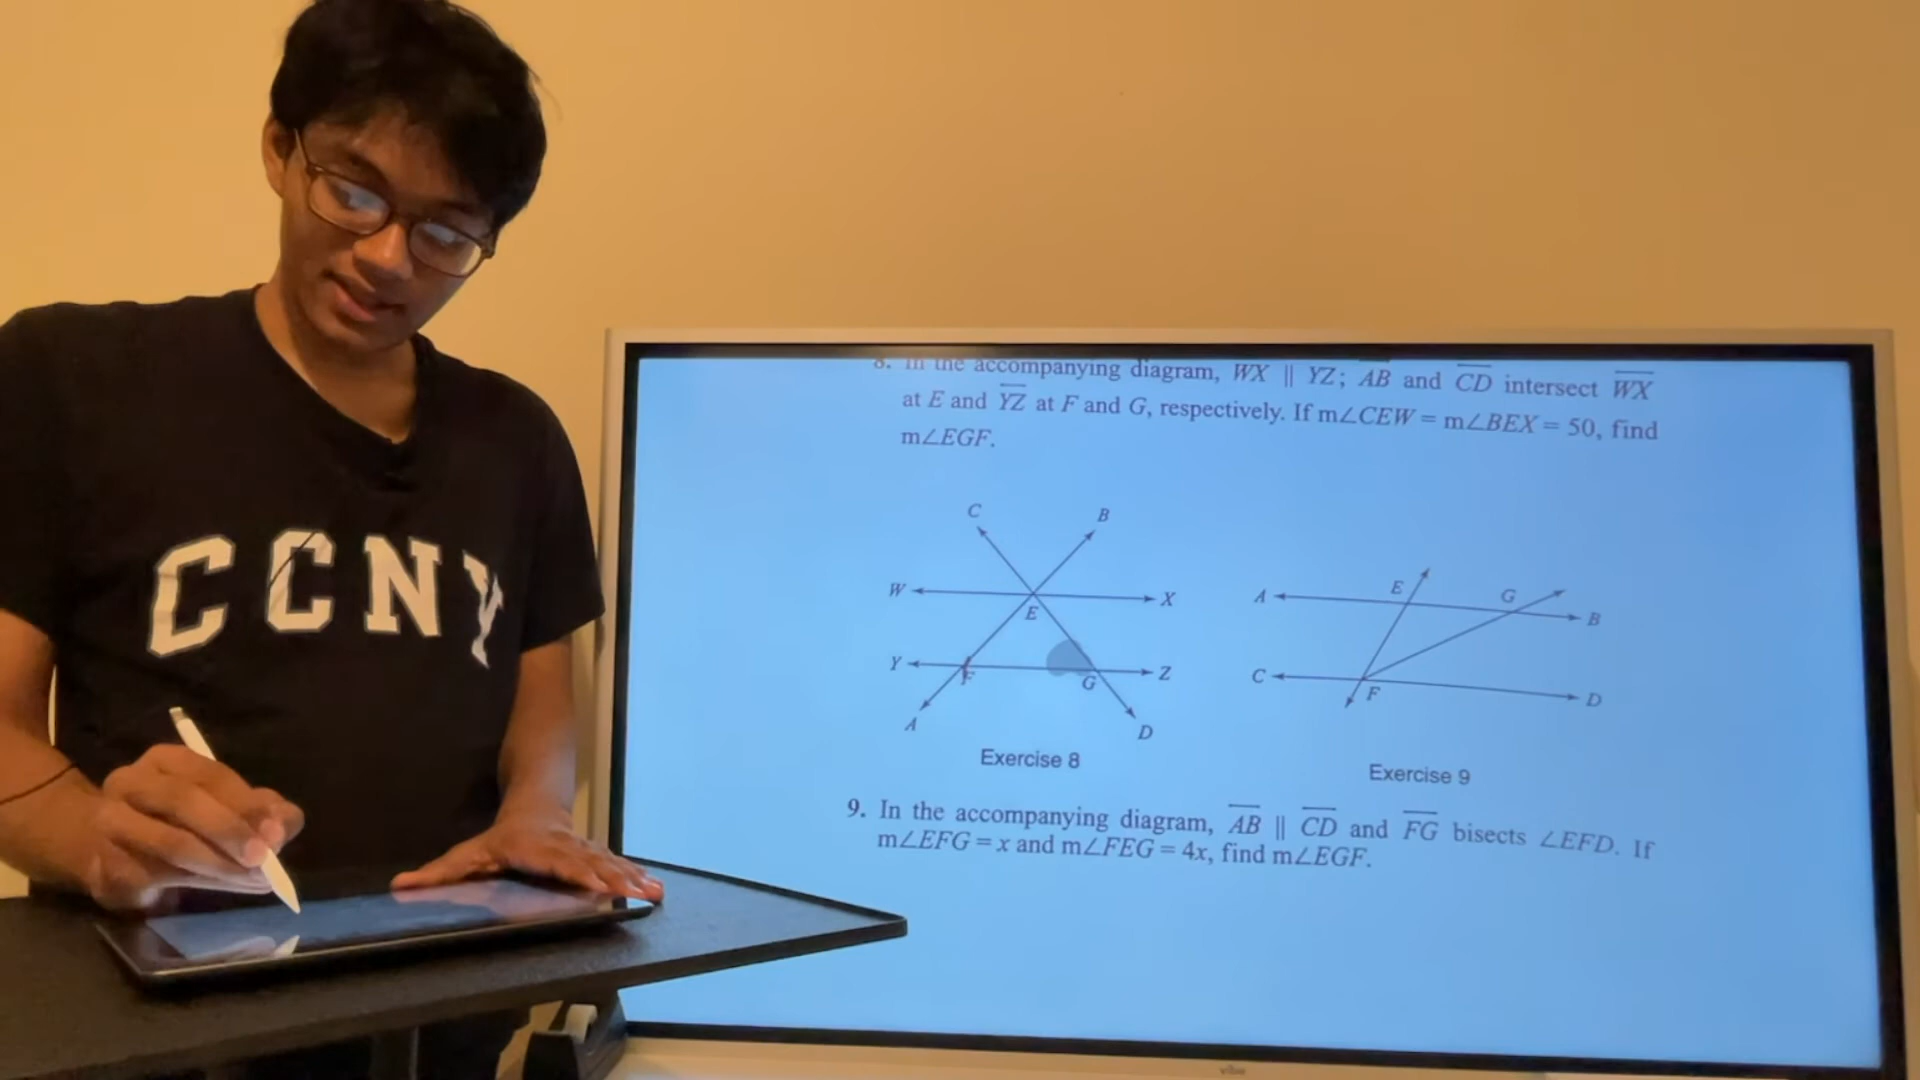 CCNY
8. In the accompanying diagram, WX || YZ; AB and CD intersect WX
at E and YZ at F and G, respectively. If m∠CEW = m∠BEX = 50, find
m∠EGF.
C
B
W
X
E
Y
Z
F
G
A
D
Exercise 8
A
E
G
B
C
F
D
Exercise 9
9. In the accompanying diagram, AB || CD and FG bisects ∠EFD. If
m∠EFG = x and m∠FEG = 4x, find m∠EGF.
vibe